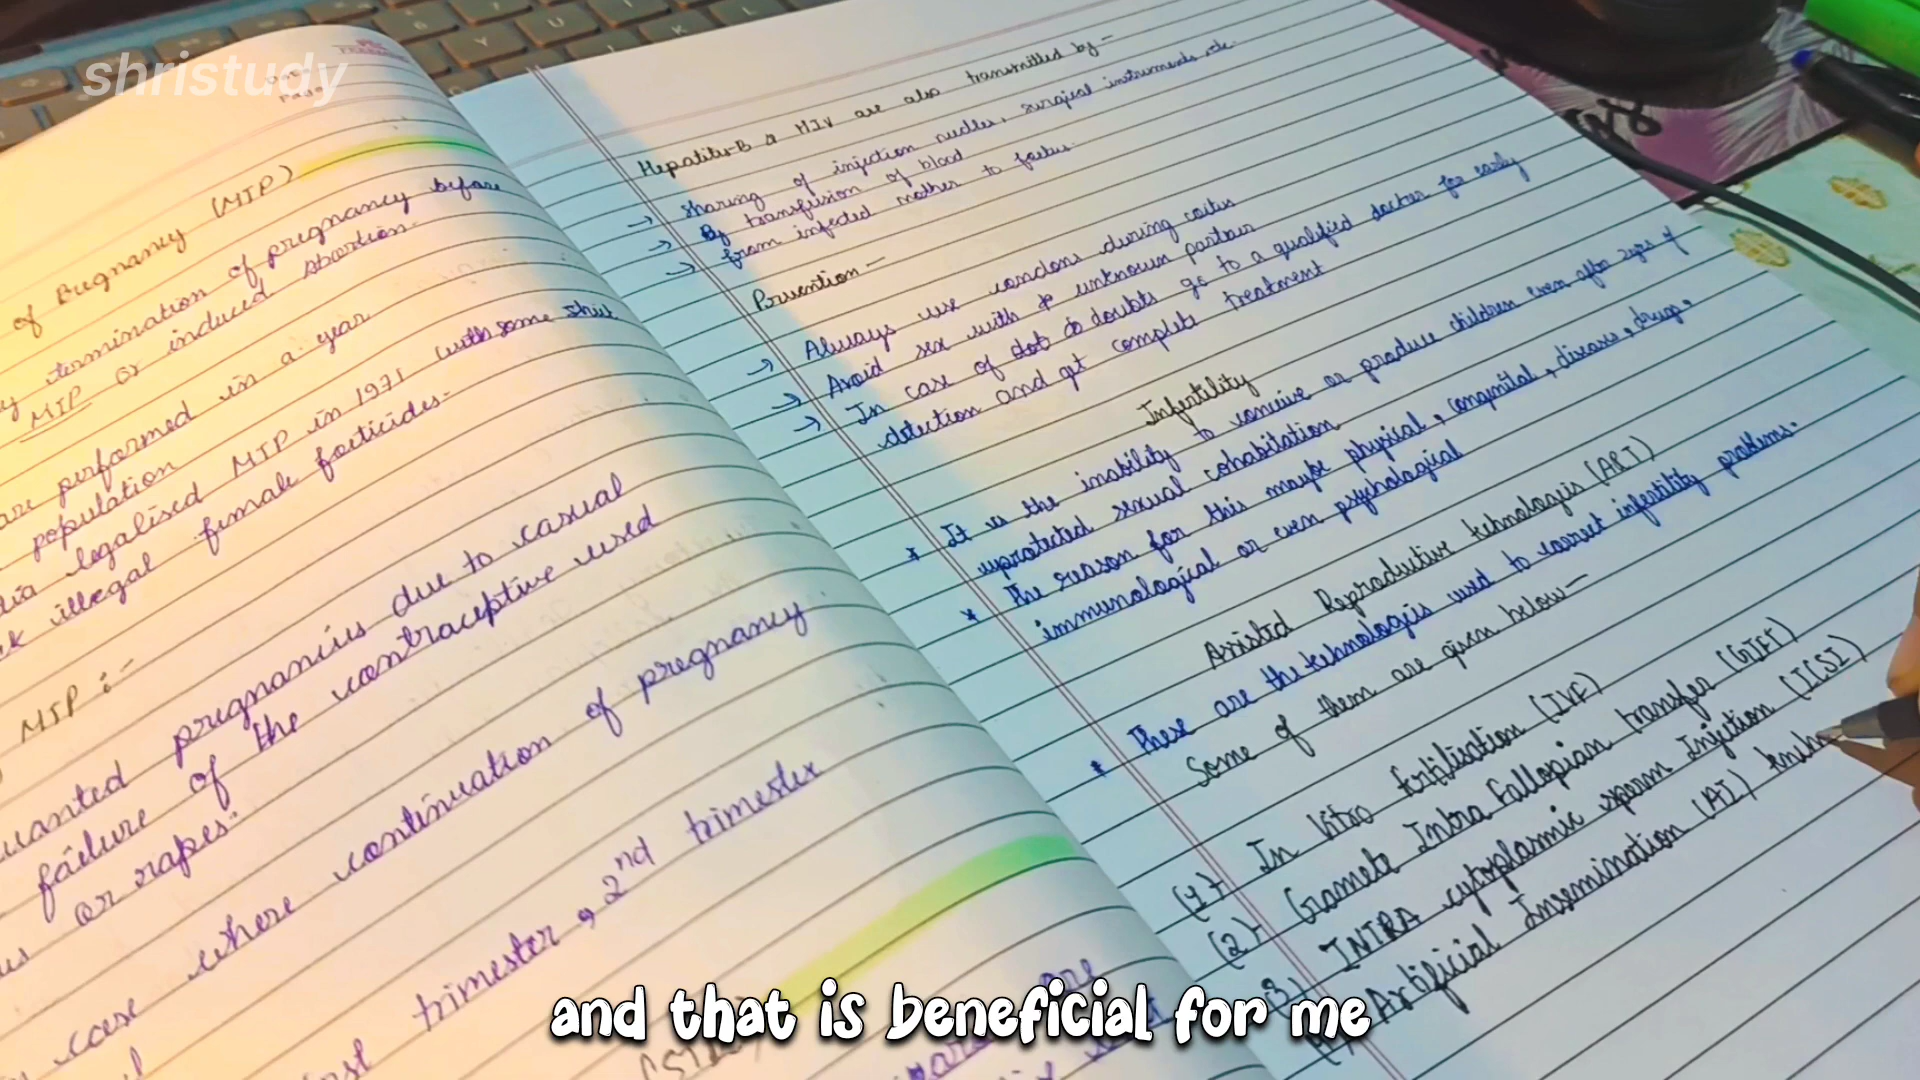 shristudy
of Pregnancy (MTP)
termination of pregnancy before
MTP or induced abortion.
are performed in a year
population
legalised MTP in 1971 (with some strict
illegal female foeticides.
MTP :-
pregnancies due to casual
failure of the contraceptive used
or rapes.
case where continuation of pregnancy
trimester, 2nd trimester
are
Hepatitis-B & HIV are also transmitted by -
→ sharing of injection needles, surgical instruments etc.
→ By transfusion of blood
→ from infected mother to foetus.
Prevention -
→ Always use condons during coitus
→ Avoid sex with unknown partner
→ In case of doubts go to a qualified doctor for early
detection and get complete treatment
Infertility
* It is the inability to conceive or produce children even after 2yrs of
uprotected sexual cohabitation
* The reason for this maybe physical, congenital, diseases, drugs.
immunological or even psychological
Assisted Reproductive technologis (ART)
* These are the tehnologis used to correct infertility problems.
Some of them are given below-
(1) In Vitro fertilisation (IVF)
(2) Gamete Intra Fallopian transfer (GIFT)
(3) INTRA cytoplasmic sperm Injetion (ICSI)
Artificial Insemination (AI)
and that is beneficial for me